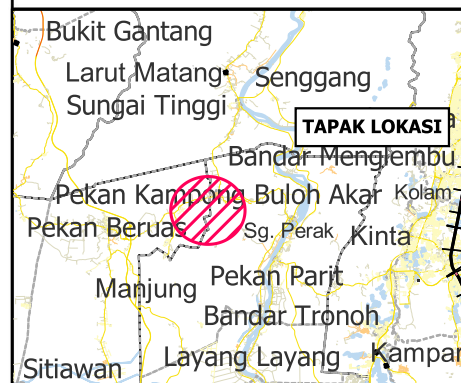 Bukit Gantang
Larut Matang
Senggang
Sungai Tinggi
TAPAK LOKASI
Bandar Menglembu
Pekan Kampong Buloh Akar
Kolam
Pekan Beruas
Sg. Perak
Kinta
Pekan Parit
Manjung
Bandar Tronoh
Layang Layang
Kampar
Sitiawan